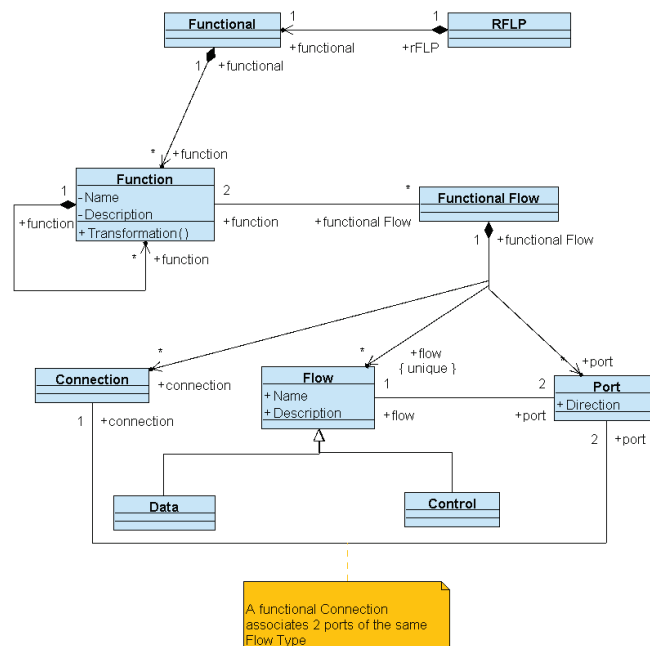 Functional
1
1
RFLP
+functional
+rFLP
1
+functional
*
+function
Function
- Name
- Description
+ Transformation()
1
+function
*
+function
2
+function
*
+functional Flow
Functional Flow
1
+functional Flow
*
+connection
Connection
1
+connection
*
+flow
{ unique }
Flow
+ Name
+ Description
1
+flow
2
+port
*
+port
Port
+ Direction
2
+port
Data
Control
A functional Connection
associates 2 ports of the same
Flow Type